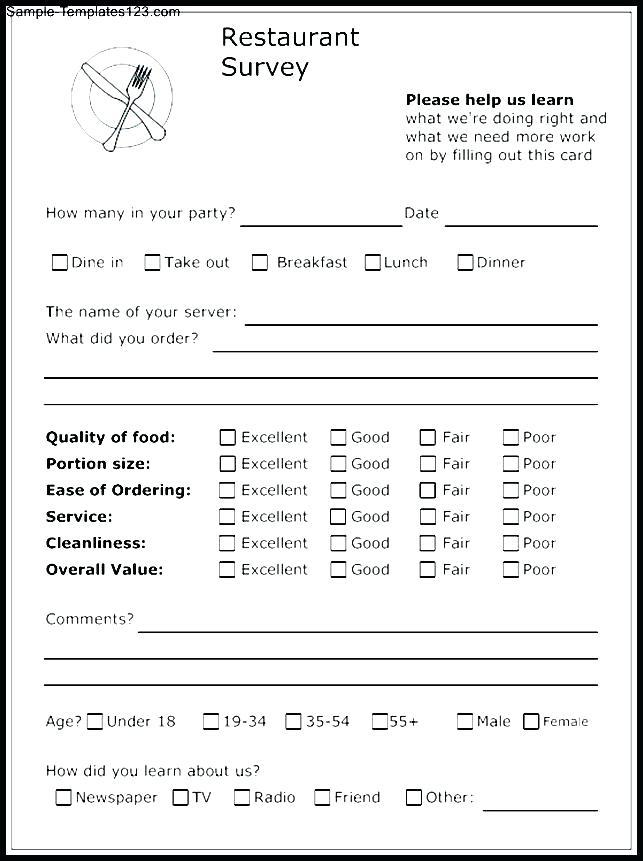 Sample-Templates123.com
Restaurant
Survey
Please help us learn
what we're doing right and
what we need more work
on by filling out this card
How many in your party? Date
Dine in Take out Breakfast Lunch Dinner
The name of your server:
What did you order?
Quality of food: Excellent Good Fair Poor
Portion size: Excellent Good Fair Poor
Ease of Ordering: Excellent Good Fair Poor
Service: Excellent Good Fair Poor
Cleanliness: Excellent Good Fair Poor
Overall Value: Excellent Good Fair Poor
Comments?
Age? Under 18 19-34 35-54 55+ Male Female
How did you learn about us?
Newspaper TV Radio Friend Other: